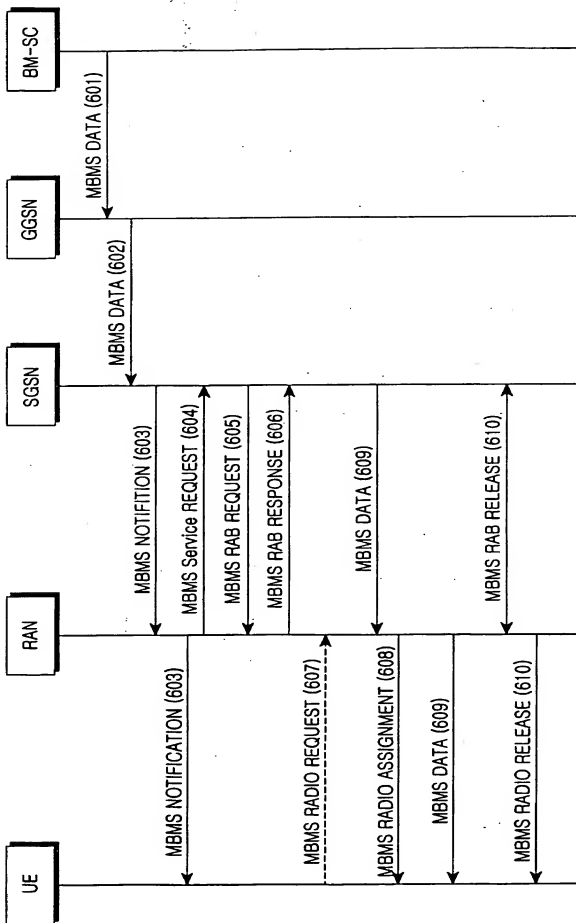 UE
RAN
SGSN
GGSN
BM-SC
MBMS DATA (601)
MBMS DATA (602)
MBMS NOTIFITION (603)
MBMS NOTIFICATION (603)
MBMS Service REQUEST (604)
MBMS RAB REQUEST (605)
MBMS RAB RESPONSE (606)
MBMS RADIO REQUEST (607)
MBMS DATA (609)
MBMS RADIO ASSIGNMENT (608)
MBMS DATA (609)
MBMS RAB RELEASE (610)
MBMS RADIO RELEASE (610)